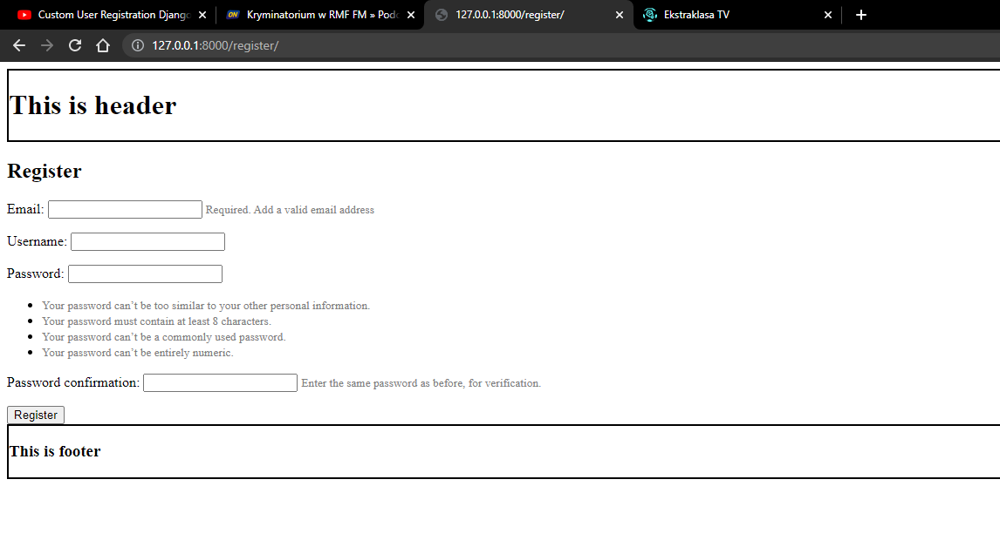 Custom User Registration Django
ON Kryminatorium w RMF FM » Podc
127.0.0.1:8000/register/
Ekstraklasa TV
127.0.0.1:8000/register/
This is header
Register
Email: Required. Add a valid email address
Username:
Password:
Your password can’t be too similar to your other personal information.
Your password must contain at least 8 characters.
Your password can’t be a commonly used password.
Your password can’t be entirely numeric.
Password confirmation: Enter the same password as before, for verification.
Register
This is footer